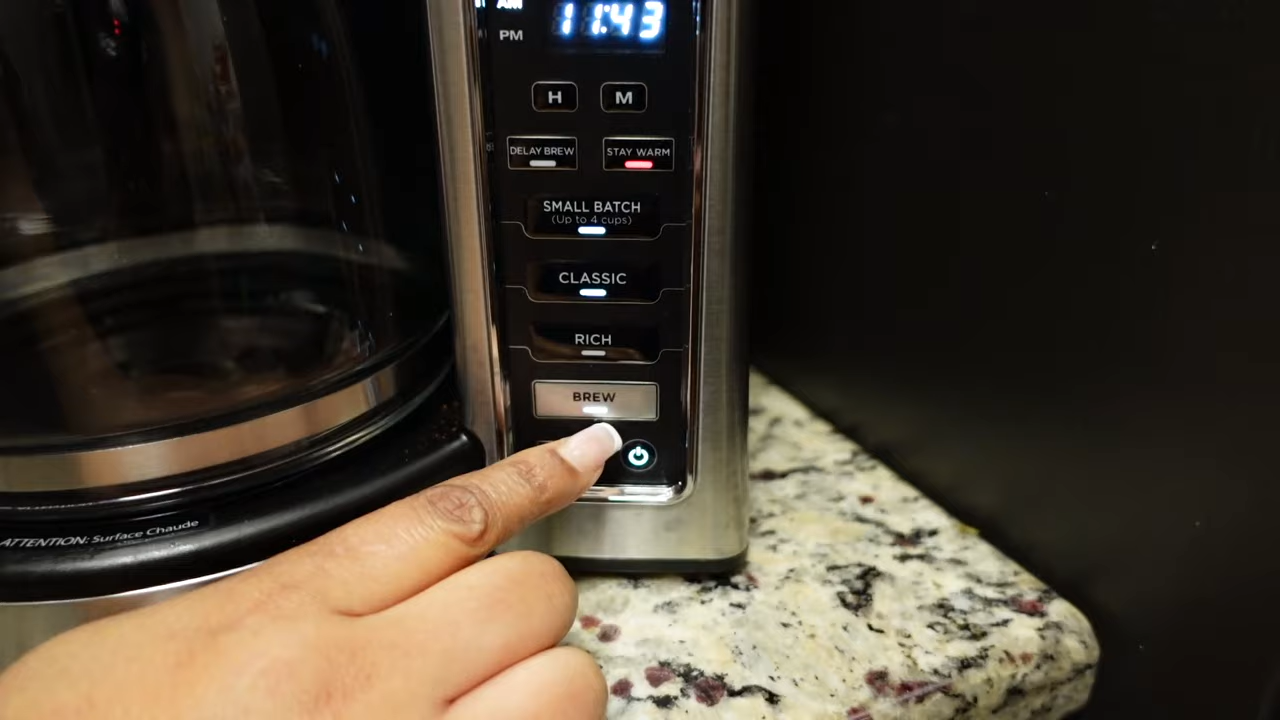 AM
11:43
PM
H M
DELAY BREW STAY WARM
SMALL BATCH
(Up to 4 cups)
CLASSIC
RICH
BREW
ATTENTION: Surface Chaude